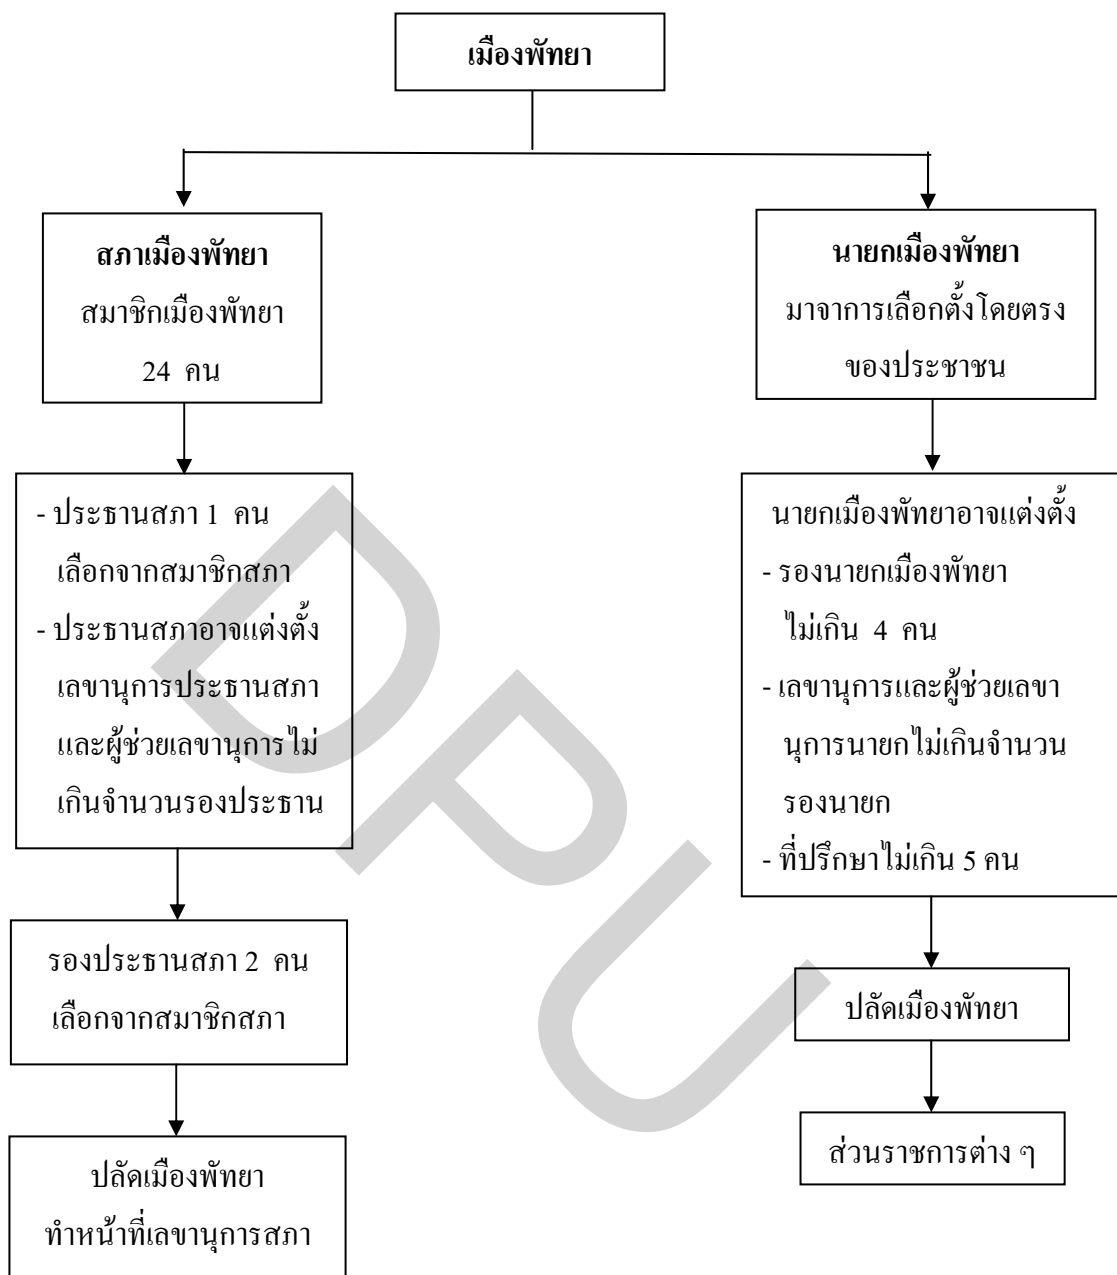 เมืองพัทยา
สภาเมืองพัทยา
สมาชิกเมืองพัทยา
24 คน
- ประธานสภา 1 คน
เลือกจากสมาชิกสภา
- ประธานสภาอาจแต่งตั้ง
เลขานุการประธานสภา
และผู้ช่วยเลขานุการไม่
เกินจำนวนรองประธาน
รองประธานสภา 2 คน
เลือกจากสมาชิกสภา
ปลัดเมืองพัทยา
ทำหน้าที่เลขานุการสภา
นายกเมืองพัทยา
มาจาการเลือกตั้งโดยตรง
ของประชาชน
นายกเมืองพัทยาอาจแต่งตั้ง
- รองนายกเมืองพัทยา
ไม่เกิน 4 คน
- เลขานุการและผู้ช่วยเลขา
นุการนายกไม่เกินจำนวน
รองนายก
- ที่ปรึกษาไม่เกิน 5 คน
ปลัดเมืองพัทยา
ส่วนราชการต่าง ๆ
DPU